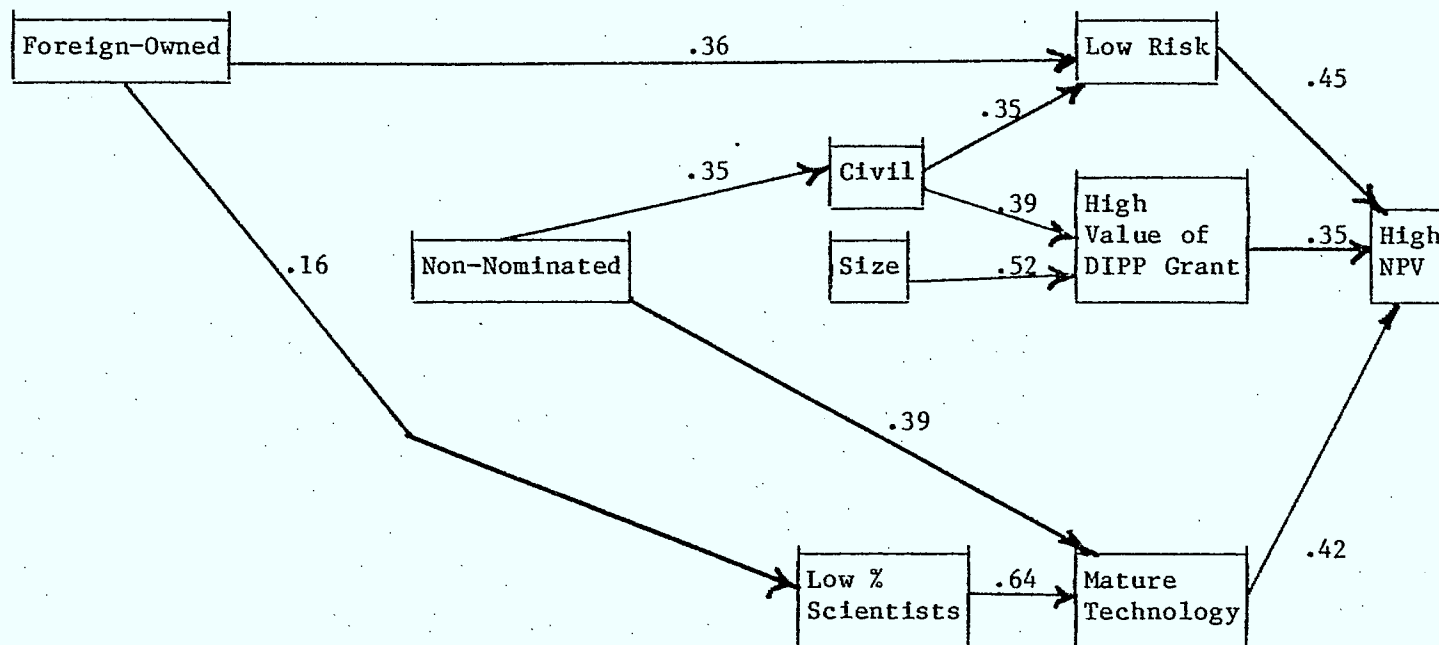 Foreign-Owned
.36
Low Risk
.45
.35
.35
Civil
.39
High
Value of
DIPP Grant
.35
High
NPV
Non-Nominated
Size
.52
.16
.39
.42
Low %
Scientists
.64
Mature
Technology